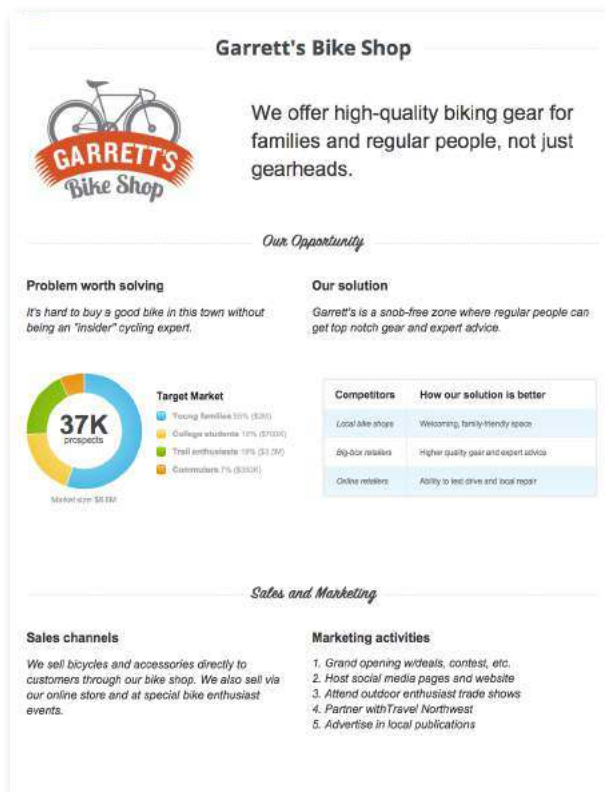 Garrett's Bike Shop
GARRETT'S
Bike Shop
We offer high-quality biking gear for
families and regular people, not just
gearheads.
Our Opportunity
Problem worth solving
It's hard to buy a good bike in this town without
being an "insider" cycling expert.
Our solution
Garrett's is a snob-free zone where regular people can
get top notch gear and expert advice.
37K
prospects
Market size
Target Market
Young families 55%
College students
Trail enthusiasts 19%
Commuters 7% ($350K)
Competitors How our solution is better
Local bike shops Welcoming, family-friendly space
Big-box retailers Higher quality gear and expert advice
Online retailers Ability to test drive and local repair
Sales and Marketing
Sales channels
We sell bicycles and accessories directly to
customers through our bike shop. We also sell via
our online store and at special bike enthusiast
events.
Marketing activities
1. Grand opening w/deals, contest, etc.
2. Host social media pages and website
3. Attend outdoor enthusiast trade shows
4. Partner withTravel Northwest
5. Advertise in local publications